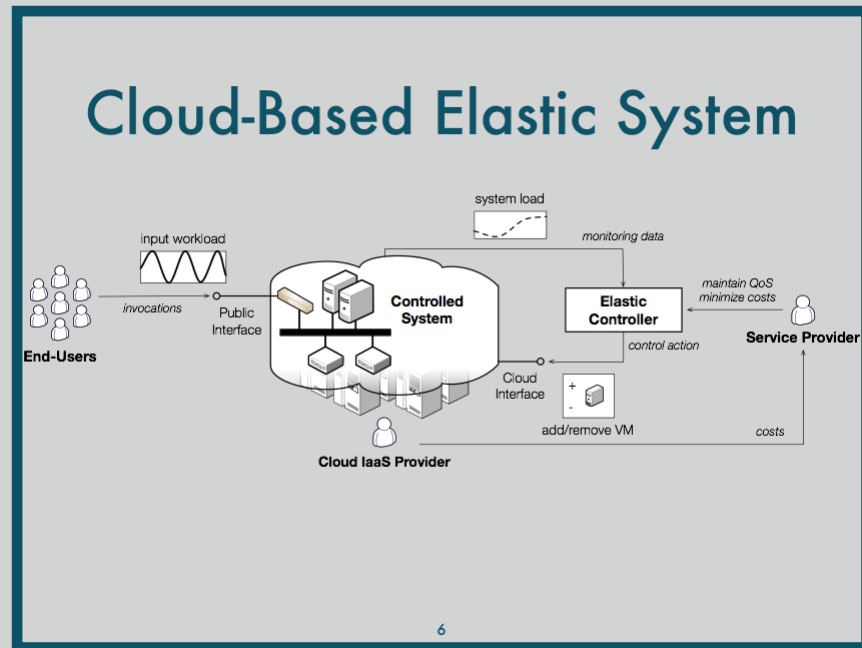 Cloud-Based Elastic System
system load
input workload
monitoring data
maintain QoS
minimize costs
invocations
Public
Interface
Controlled
System
Elastic
Controller
End-Users
Service Provider
control action
Cloud
Interface
+
-
add/remove VM
costs
Cloud IaaS Provider
6